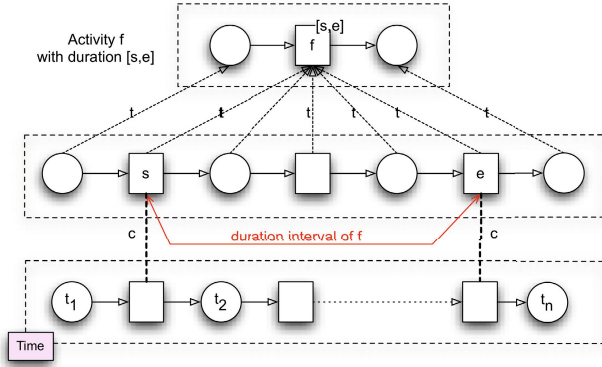 [s,e]
Activity f
with duration [s,e]
f
t t t t t t t
s e
c duration interval of f c
t1 t2 tn
Time